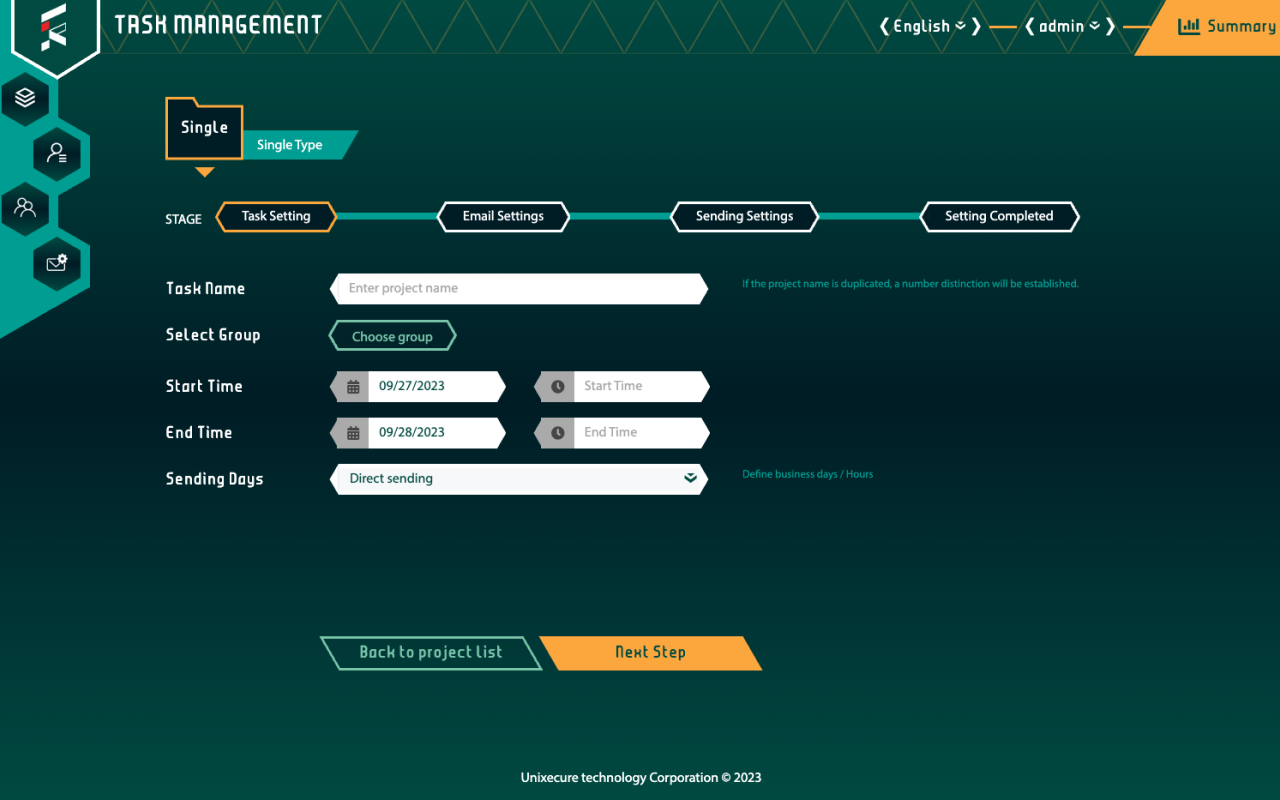 TASK MANAGEMENT
English
admin
Summary
Single
Single Type
STAGE
Task Setting
Email Settings
Sending Settings
Setting Completed
Task Name
Enter project name
If the project name is duplicated, a number distinction will be established.
Select Group
Choose group
Start Time
09/27/2023
Start Time
End Time
09/28/2023
End Time
Sending Days
Direct sending
Define business days / Hours
Back to project list
Next Step
Unixecure technology Corporation © 2023